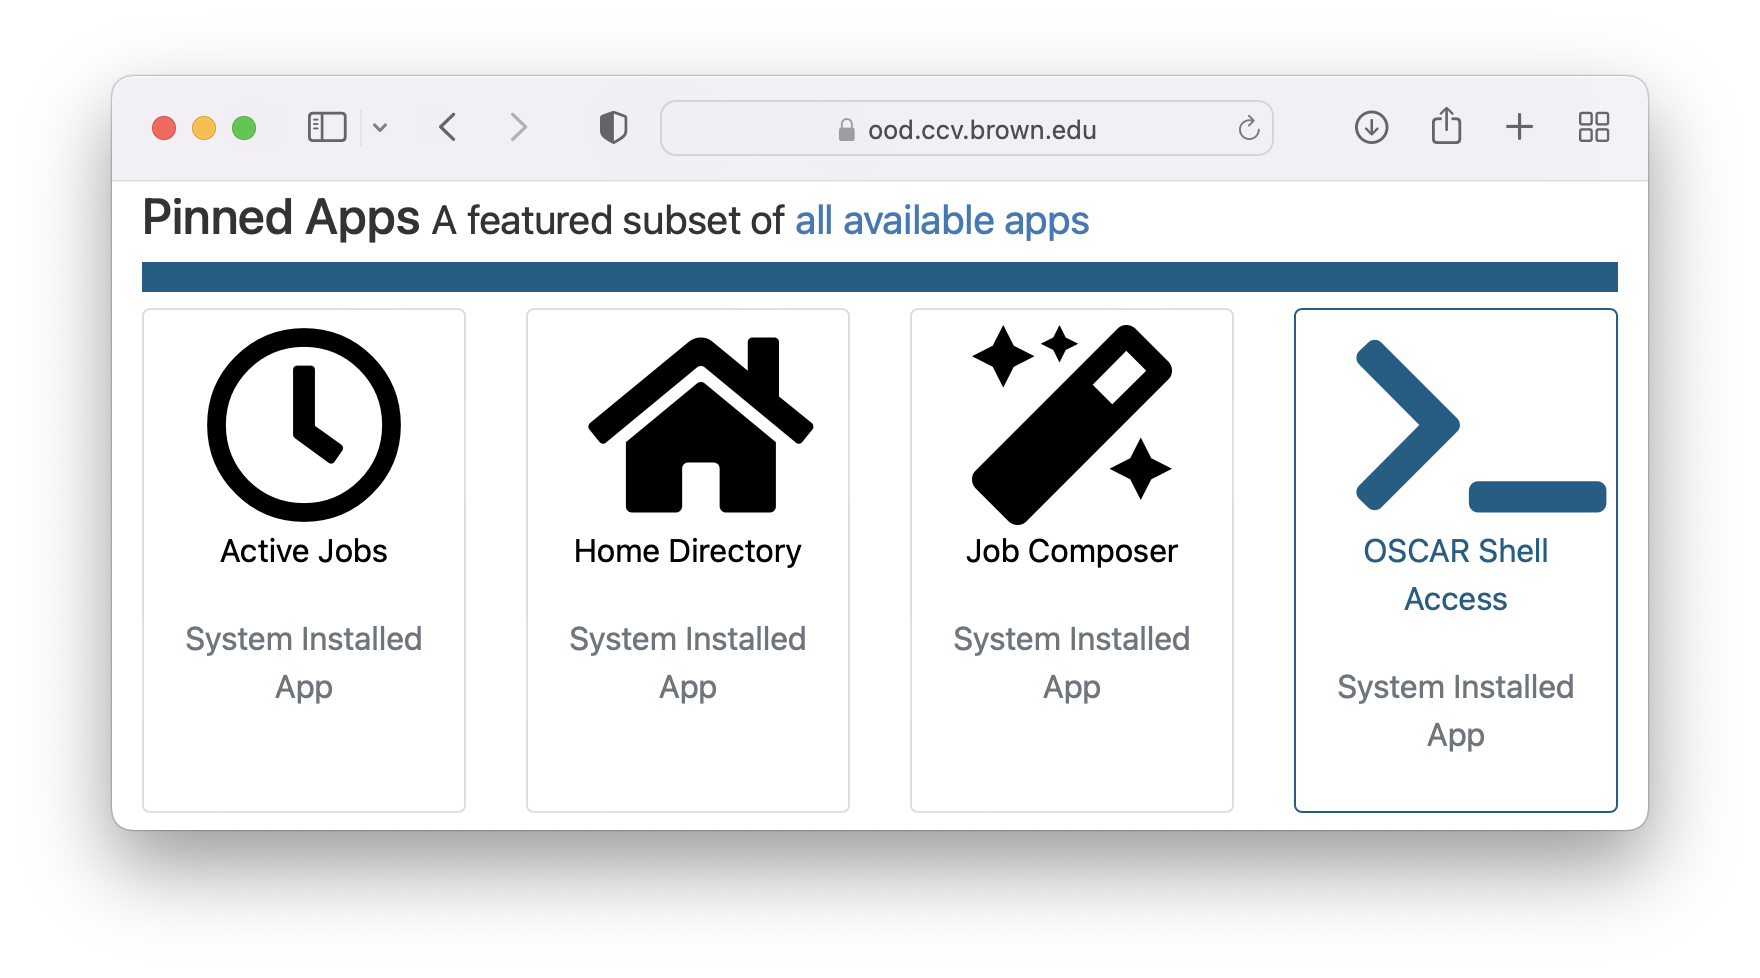 ood.ccv.brown.edu
Pinned Apps A featured subset of all available apps
Active Jobs
System Installed
App
Home Directory
System Installed
App
Job Composer
System Installed
App
OSCAR Shell
Access
System Installed
App